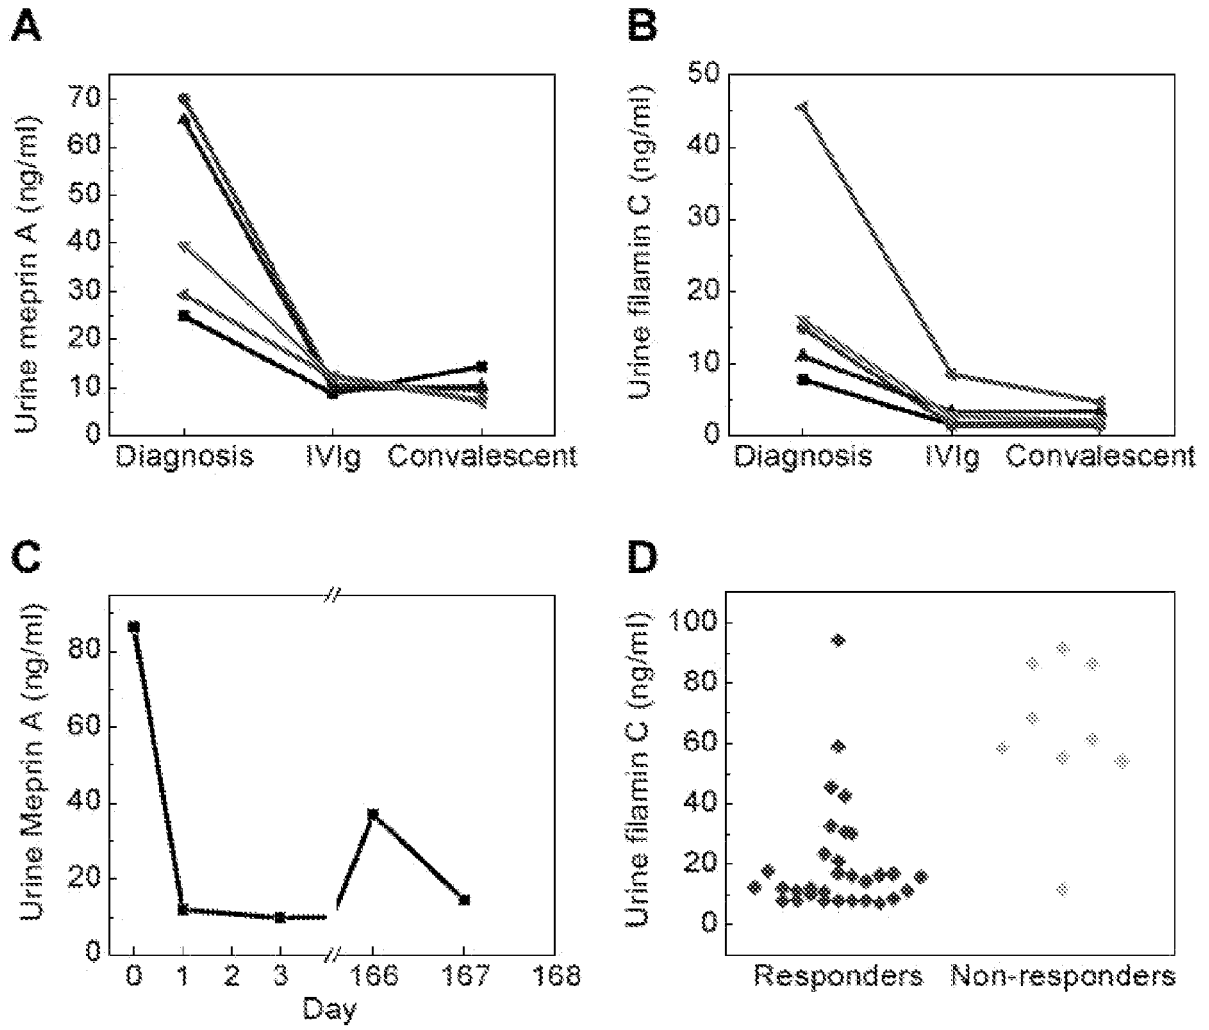 A
Urine meprin A (ng/ml)
70
60
50
40
30
20
10
0
Diagnosis IVIg Convalescent
B
Urine filamin C (ng/ml)
50
40
30
20
10
0
Diagnosis IVIg Convalescent
C
Urine Meprin A (ng/ml)
80
60
40
20
0
0 1 2 3 166 167 168
Day
D
Urine filamin C (ng/ml)
100
80
60
40
20
0
Responders Non-responders